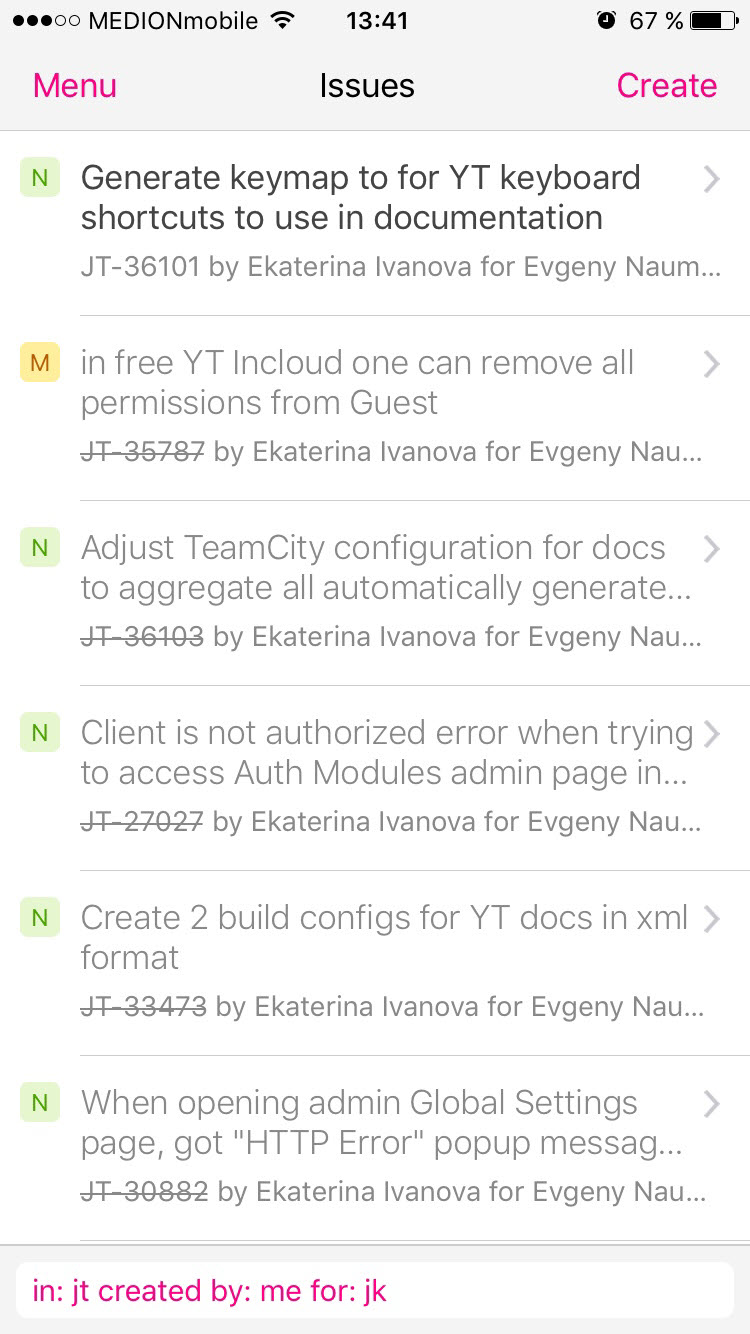 MEDIONmobile 13:41 67 %
Menu Issues Create
N Generate keymap to for YT keyboard
shortcuts to use in documentation
JT-36101 by Ekaterina Ivanova for Evgeny Naum...
M in free YT Incloud one can remove all
permissions from Guest
JT-35787 by Ekaterina Ivanova for Evgeny Nau...
N Adjust TeamCity configuration for docs
to aggregate all automatically generate...
JT-36103 by Ekaterina Ivanova for Evgeny Nau...
N Client is not authorized error when trying
to access Auth Modules admin page in...
JT-27027 by Ekaterina Ivanova for Evgeny Nau...
N Create 2 build configs for YT docs in xml
format
JT-33473 by Ekaterina Ivanova for Evgeny Nau...
N When opening admin Global Settings
page, got "HTTP Error" popup messag...
JT-30882 by Ekaterina Ivanova for Evgeny Nau...
in: jt created by: me for: jk